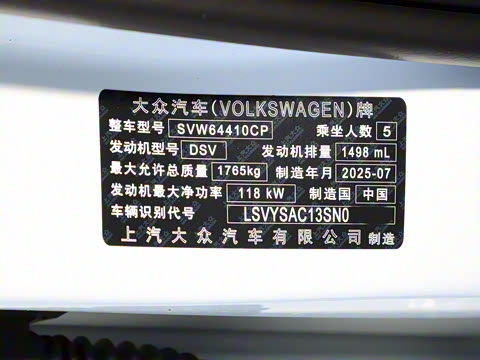 大众汽车(VOLKSWAGEN)牌
整车型号 SVW64410CP 乘坐人数 5
发动机型号 DSV 发动机排量 1498 mL
最大允许总质量 1765kg 制造年月 2025-07
发动机最大净功率 118 kW 制造国 中国
车辆识别代号 LSVYSAC13SN0
上汽大众汽车有限公司 制造